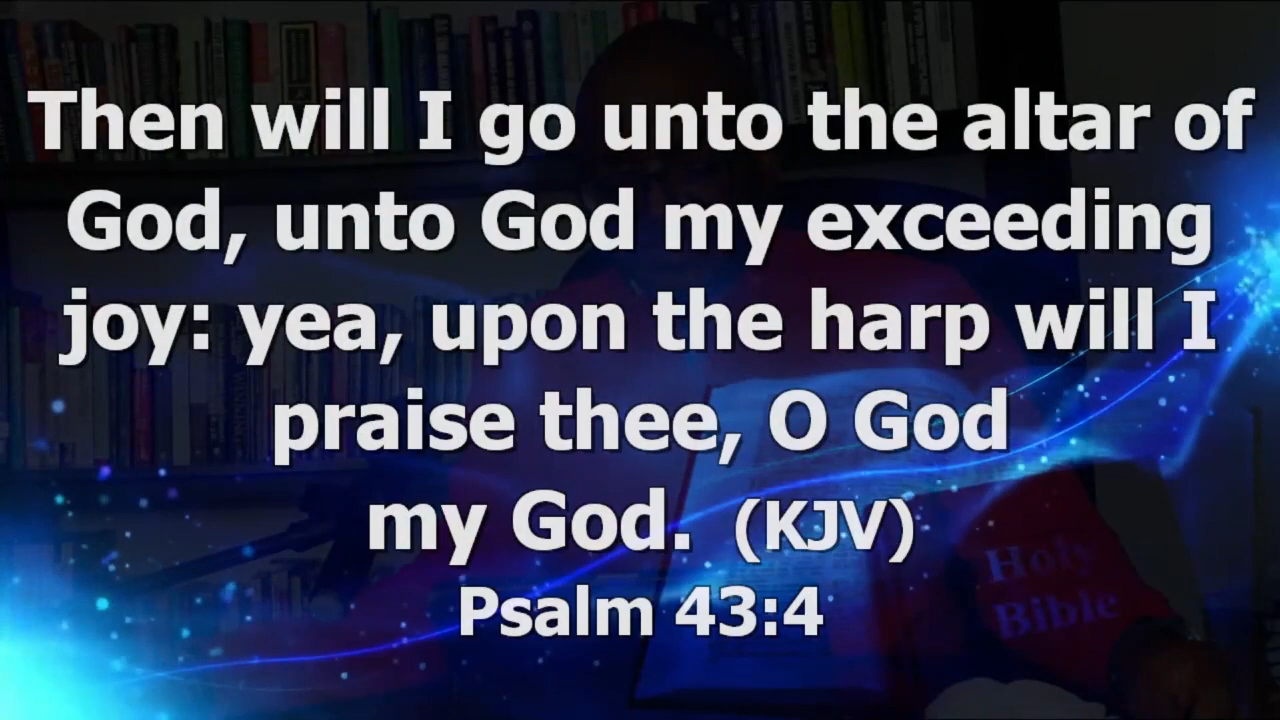 Then will I go unto the altar of
God, unto God my exceeding
joy: yea, upon the harp will I
praise thee, O God
my God. (KJV)
Psalm 43:4
Holy
Bible